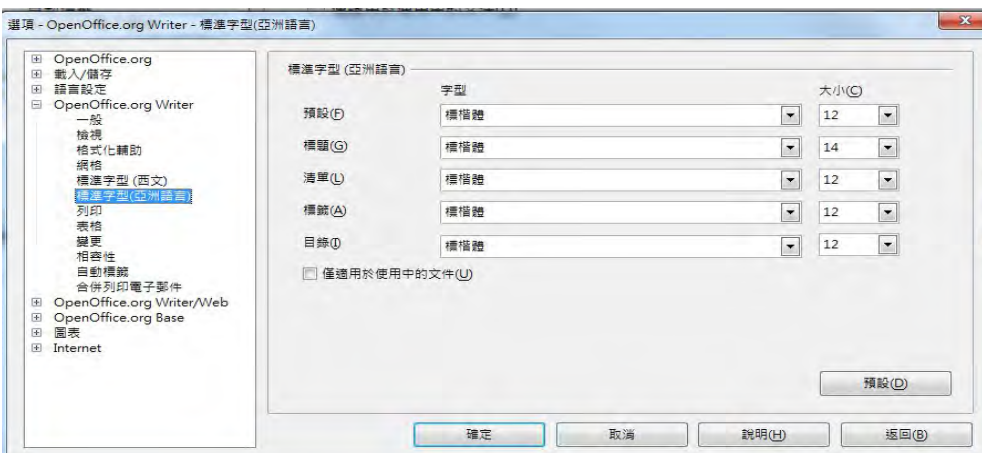 選項 - OpenOffice.org Writer - 標準字型(亞洲語言)
OpenOffice.org
載入/儲存
語言設定
OpenOffice.org Writer
一般
檢視
格式化輔助
網格
標準字型 (西文)
標準字型(亞洲語言)
列印
表格
變更
相容性
自動標籤
合併列印電子郵件
OpenOffice.org Writer/Web
OpenOffice.org Base
圖表
Internet
標準字型 (亞洲語言)
字型 大小(C)
預設(F) 標楷體 12
標題(G) 標楷體 14
清單(L) 標楷體 12
標籤(A) 標楷體 12
目錄(I) 標楷體 12
僅適用於使用中的文件(U)
預設(D)
確定 取消 說明(H) 返回(B)